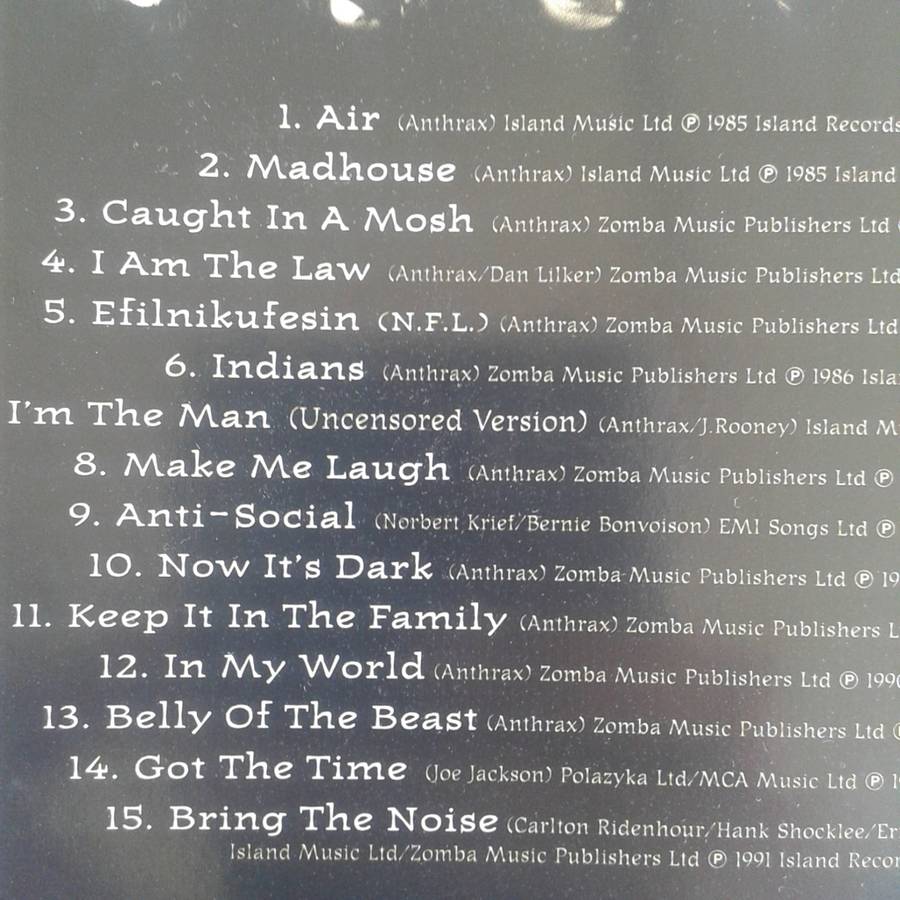 1. Air (Anthrax) Island Music Ltd ℗ 1985 Island Records
2. Madhouse (Anthrax) Island Music Ltd ℗ 1985 Island
3. Caught In A Mosh (Anthrax) Zomba Music Publishers Ltd
4. I Am The Law (Anthrax/Dan Lilker) Zomba Music Publishers Ltd
5. Efilnikufesin (N.F.L.) (Anthrax) Zomba Music Publishers Ltd
6. Indians (Anthrax) Zomba Music Publishers Ltd ℗ 1986 Isla
I'm The Man (Uncensored Version) (Anthrax/J.Rooney) Island M
8. Make Me Laugh (Anthrax) Zomba Music Publishers Ltd ℗
9. Anti-Social (Norbert Krief/Bernie Bonvoison) EMI Songs Ltd ℗
10. Now It's Dark (Anthrax) Zomba Music Publishers Ltd ℗ 19
11. Keep It In The Family (Anthrax) Zomba Music Publishers L
12. In My World (Anthrax) Zomba Music Publishers Ltd ℗ 1990
13. Belly Of The Beast (Anthrax) Zomba Music Publishers Ltd
14. Got The Time (Joe Jackson) Polazyka Ltd/MCA Music Ltd ℗ 1
15. Bring The Noise (Carlton Ridenhour/Hank Shocklee/Er
Island Music Ltd/Zomba Music Publishers Ltd ℗ 1991 Island Recor